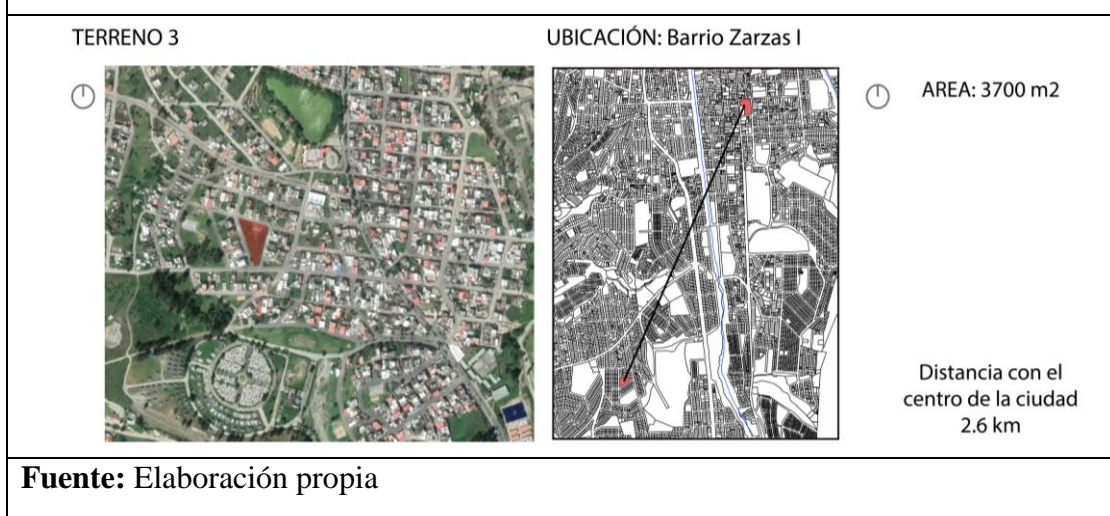 TERRENO 3
UBICACIÓN: Barrio Zarzas I
AREA: 3700 m2
Distancia con el
centro de la ciudad
2.6 km
Fuente: Elaboración propia